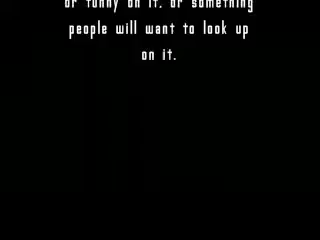 or funny on it, or something
people will want to look up
on it.